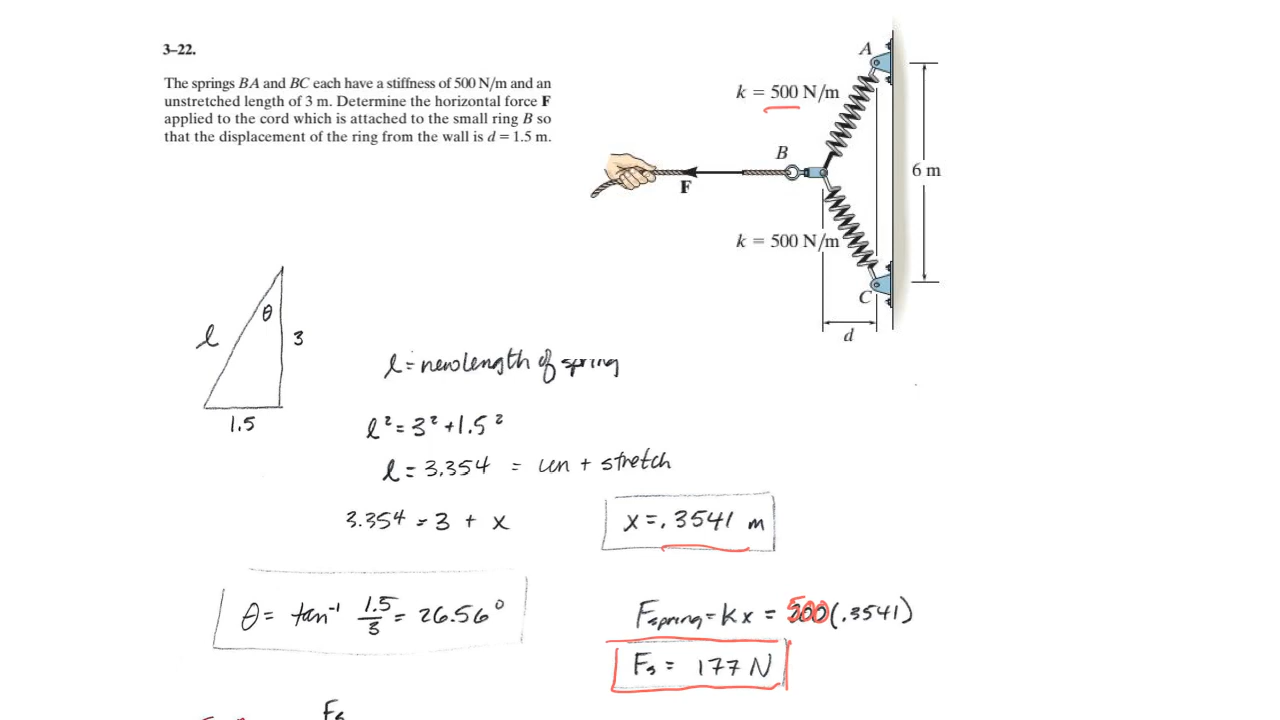 3–22.
The springs BA and BC each have a stiffness of 500 N/m and an
unstretched length of 3 m. Determine the horizontal force F
applied to the cord which is attached to the small ring B so
that the displacement of the ring from the wall is d = 1.5 m.
A
k = 500 N/m
B
6 m
F
k = 500 N/m
C
d
θ
l
3
1.5
l = new length of spring
l² = 3² + 1.5²
l = 3.354 = un + stretch
3.354 = 3 + x
x = .3541 m
θ = tan⁻¹ 1.5/3 = 26.56°
Fspring = kx = 500(.3541)
Fs = 177 N
Fs